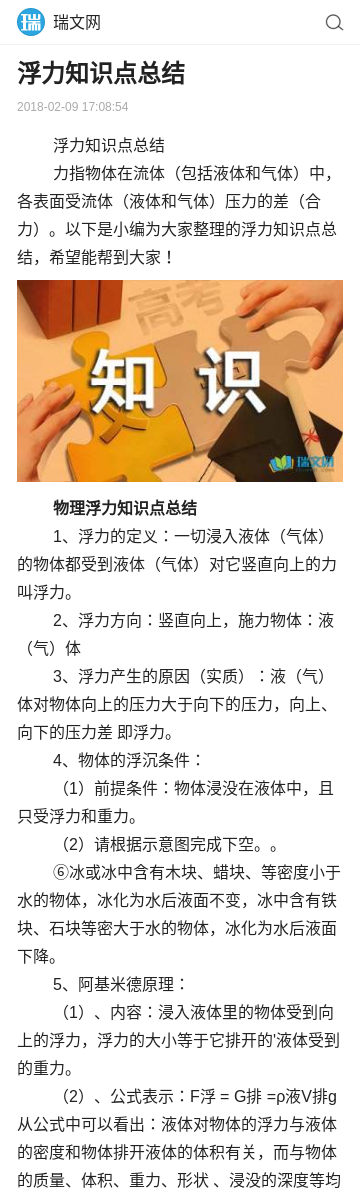 瑞 瑞文网
浮力知识点总结
2018-02-09 17:08:54
浮力知识点总结
力指物体在流体（包括液体和气体）中，
各表面受流体（液体和气体）压力的差（合
力）。以下是小编为大家整理的浮力知识点总
结，希望能帮到大家！
高考
知 识
瑞文网
物理浮力知识点总结
1、浮力的定义：一切浸入液体（气体）
的物体都受到液体（气体）对它竖直向上的力
叫浮力。
2、浮力方向：竖直向上，施力物体：液
（气）体
3、浮力产生的原因（实质）：液（气）
体对物体向上的压力大于向下的压力，向上、
向下的压力差 即浮力。
4、物体的浮沉条件：
（1）前提条件：物体浸没在液体中，且
只受浮力和重力。
（2）请根据示意图完成下空。。
⑥冰或冰中含有木块、蜡块、等密度小于
水的物体，冰化为水后液面不变，冰中含有铁
块、石块等密大于水的物体，冰化为水后液面
下降。
5、阿基米德原理：
（1）、内容：浸入液体里的物体受到向
上的浮力，浮力的大小等于它排开的'液体受到
的重力。
（2）、公式表示：F浮 = G排 =ρ液V排g
从公式中可以看出：液体对物体的浮力与液体
的密度和物体排开液体的体积有关，而与物体
的质量、体积、重力、形状 、浸没的深度等均